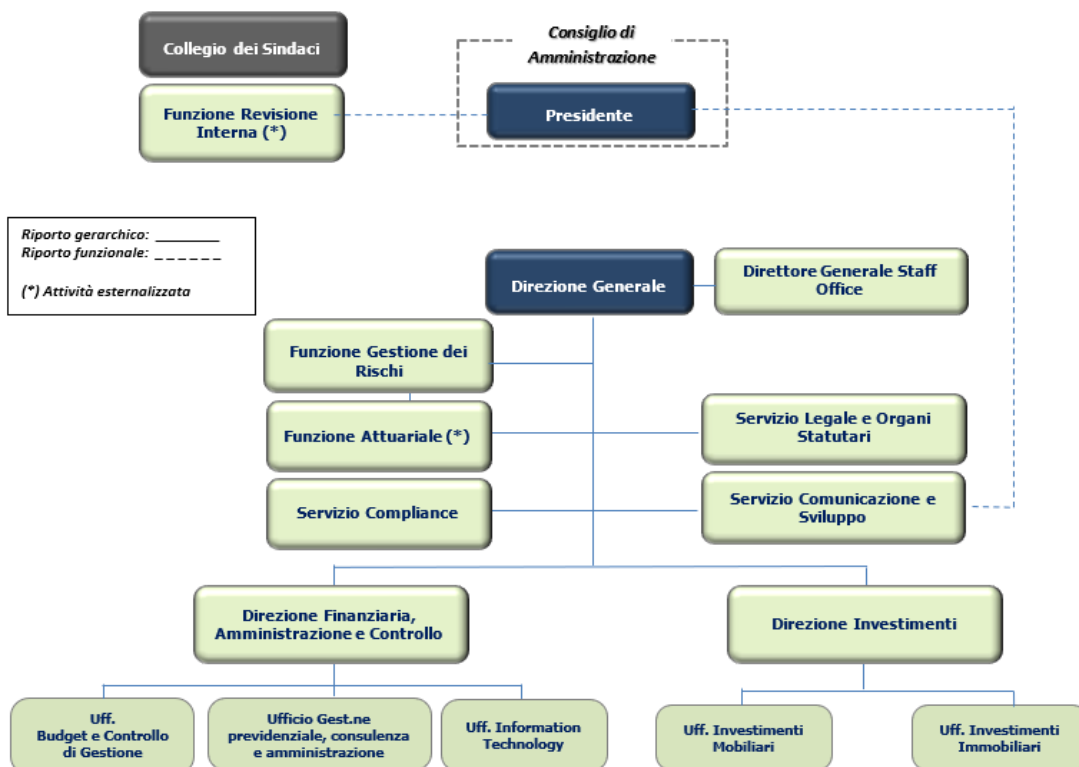 Collegio dei Sindaci
Consiglio di
Amministrazione
Funzione Revisione
Interna (*)
Presidente
Riporto gerarchico: _______
Riporto funzionale: _ _ _ _ _ _
(*) Attività esternalizzata
Direzione Generale
Direttore Generale Staff
Office
Funzione Gestione dei
Rischi
Funzione Attuariale (*)
Servizio Legale e Organi
Statutari
Servizio Compliance
Servizio Comunicazione e
Sviluppo
Direzione Finanziaria,
Amministrazione e Controllo
Direzione Investimenti
Uff.
Budget e Controllo
di Gestione
Ufficio Gest.ne
previdenziale, consulenza
e amministrazione
Uff. Information
Technology
Uff. Investimenti
Mobiliari
Uff. Investimenti
Immobiliari